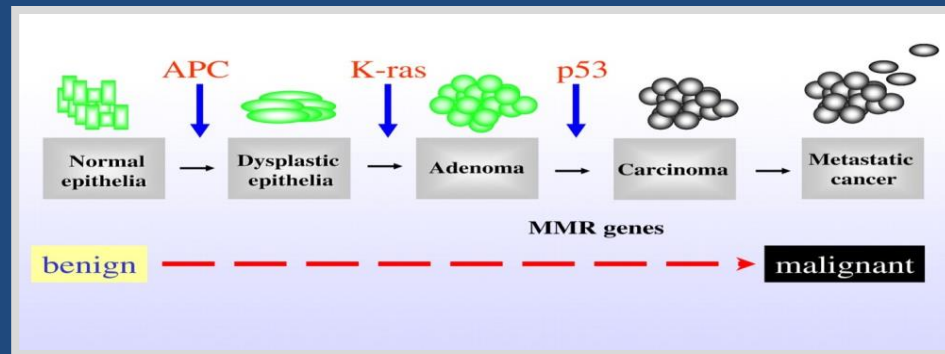 APC
K-ras
p53
Normal
epithelia
Dysplastic
epithelia
Adenoma
Carcinoma
Metastatic
cancer
MMR genes
benign
malignant